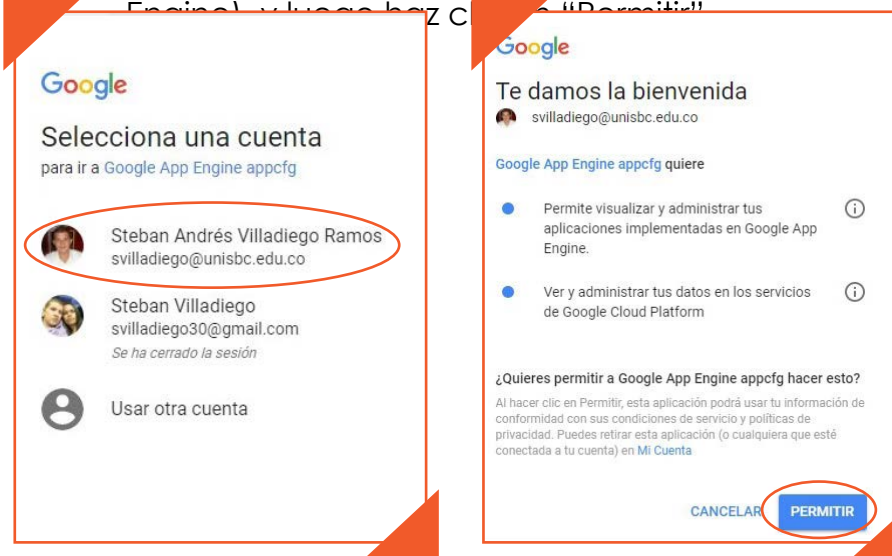 Engine), y luego haz "Permitir"
Google
Selecciona una cuenta
para ir a Google App Engine appcfg
Steban Andrés Villadiego Ramos
svilladiego@unisbc.edu.co
Steban Villadiego
svilladiego30@gmail.com
Se ha cerrado la sesión
Usar otra cuenta
Google
Te damos la bienvenida
svilladiego@unisbc.edu.co
Google App Engine appcfg quiere
Permite visualizar y administrar tus
aplicaciones implementadas en Google App
Engine.
Ver y administrar tus datos en los servicios
de Google Cloud Platform
¿Quieres permitir a Google App Engine appcfg hacer esto?
Al hacer clic en Permitir, esta aplicación podrá usar tu información de
conformidad con sus condiciones de servicio y políticas de
privacidad. Puedes retirar esta aplicación (o cualquiera que esté
conectada a tu cuenta) en Mi Cuenta
CANCELAR PERMITIR